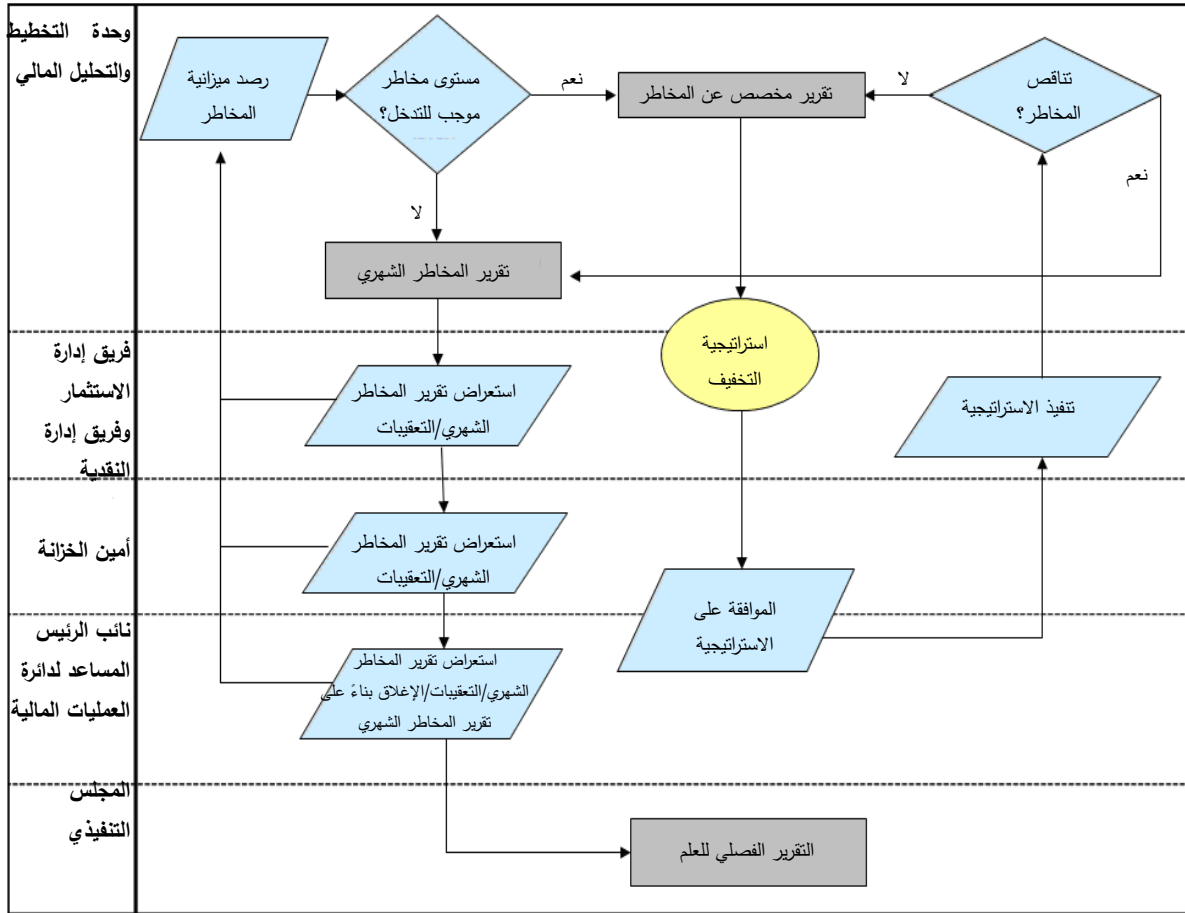 وحدة التخطيط
والتحليل المالي
رصد ميزانية
المخاطر
مستوى مخاطر
موجب للتدخل؟
نعم
تقرير مخصص عن المخاطر
لا
تناقص
المخاطر؟
نعم
لا
تقرير المخاطر الشهري
فريق إدارة
الاستثمار
وفريق إدارة
النقدية
استعراض تقرير المخاطر
الشهري/التعقيبات
استراتيجية
التخفيف
تنفيذ الاستراتيجية
أمين الخزانة
استعراض تقرير المخاطر
الشهري/التعقيبات
الموافقة على
الاستراتيجية
نائب الرئيس
المساعد لدائرة
العمليات المالية
استعراض تقرير المخاطر
الشهري/التعقيبات/الإغلاق بناءً على
تقرير المخاطر الشهري
المجلس
التنفيذي
التقرير الفصلي للعلم